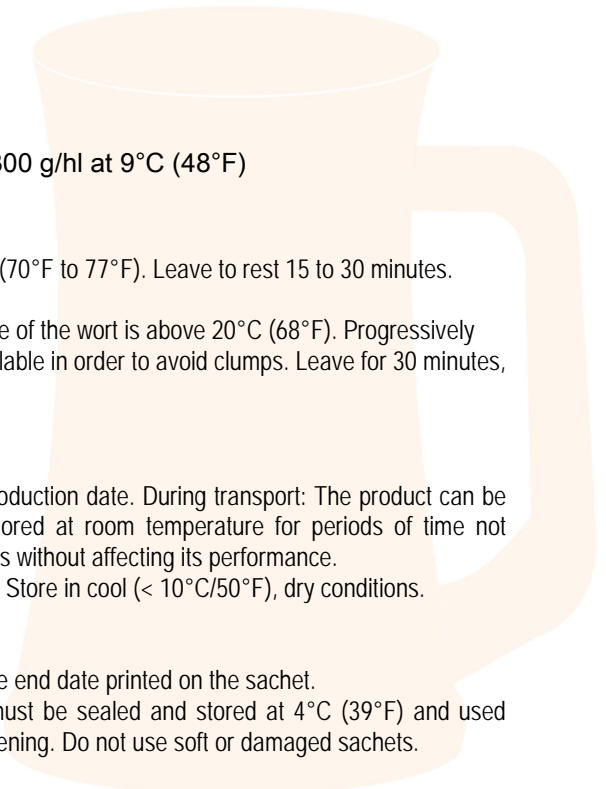 00 g/hl at 9°C (48°F)
(70°F to 77°F). Leave to rest 15 to 30 minutes.
e of the wort is above 20°C (68°F). Progressively
lable in order to avoid clumps. Leave for 30 minutes,
oduction date. During transport: The product can be
ored at room temperature for periods of time not
s without affecting its performance.
Store in cool (< 10°C/50°F), dry conditions.
e end date printed on the sachet.
must be sealed and stored at 4°C (39°F) and used
ening. Do not use soft or damaged sachets.